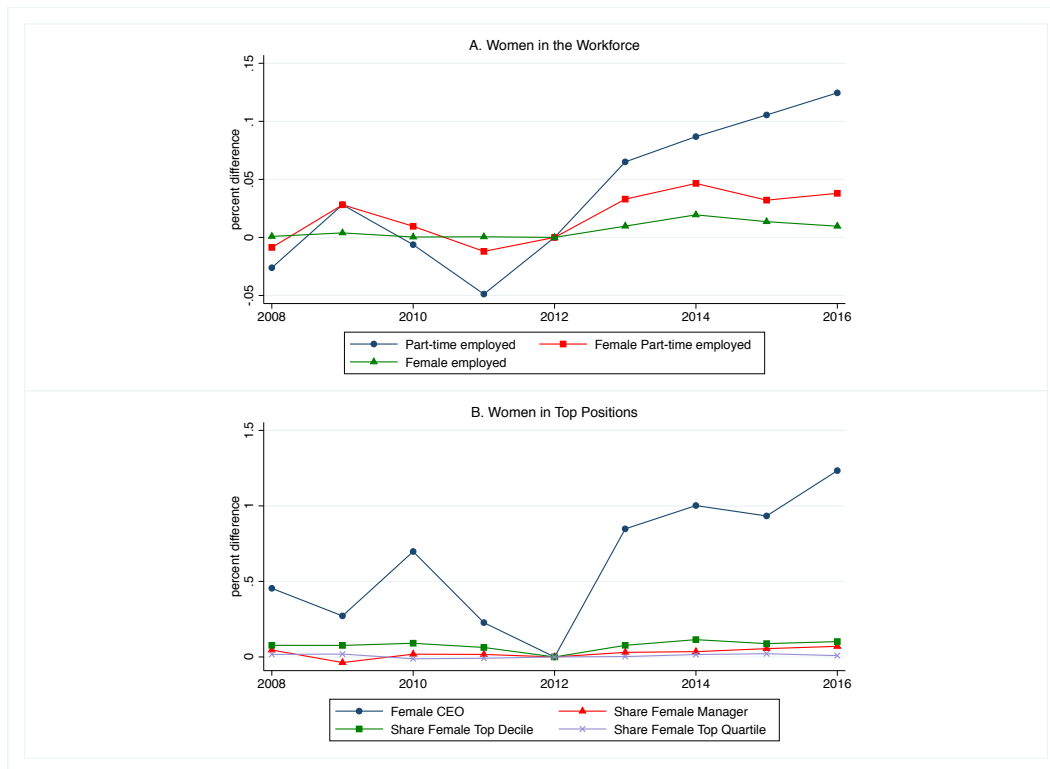 A. Women in the Workforce
percent difference
.15
.1
.05
0
-.05
2008 2010 2012 2014 2016
Part-time employed Female Part-time employed
Female employed
B. Women in Top Positions
percent difference
1.5
1
.5
0
2008 2010 2012 2014 2016
Female CEO Share Female Manager
Share Female Top Decile Share Female Top Quartile